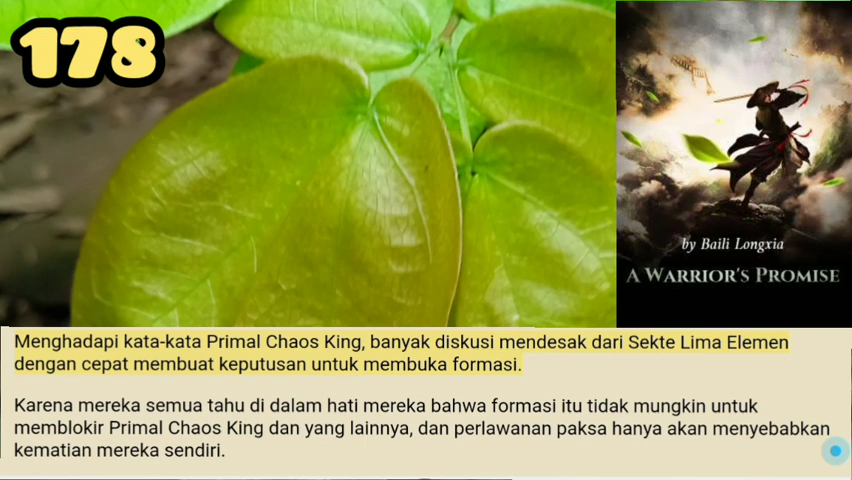 178
by Baili Longxia
A WARRIOR'S PROMISE
Menghadapi kata-kata Primal Chaos King, banyak diskusi mendesak dari Sekte Lima Elemen
dengan cepat membuat keputusan untuk membuka formasi.
Karena mereka semua tahu di dalam hati mereka bahwa formasi itu tidak mungkin untuk
memblokir Primal Chaos King dan yang lainnya, dan perlawanan paksa hanya akan menyebabkan
kematian mereka sendiri.